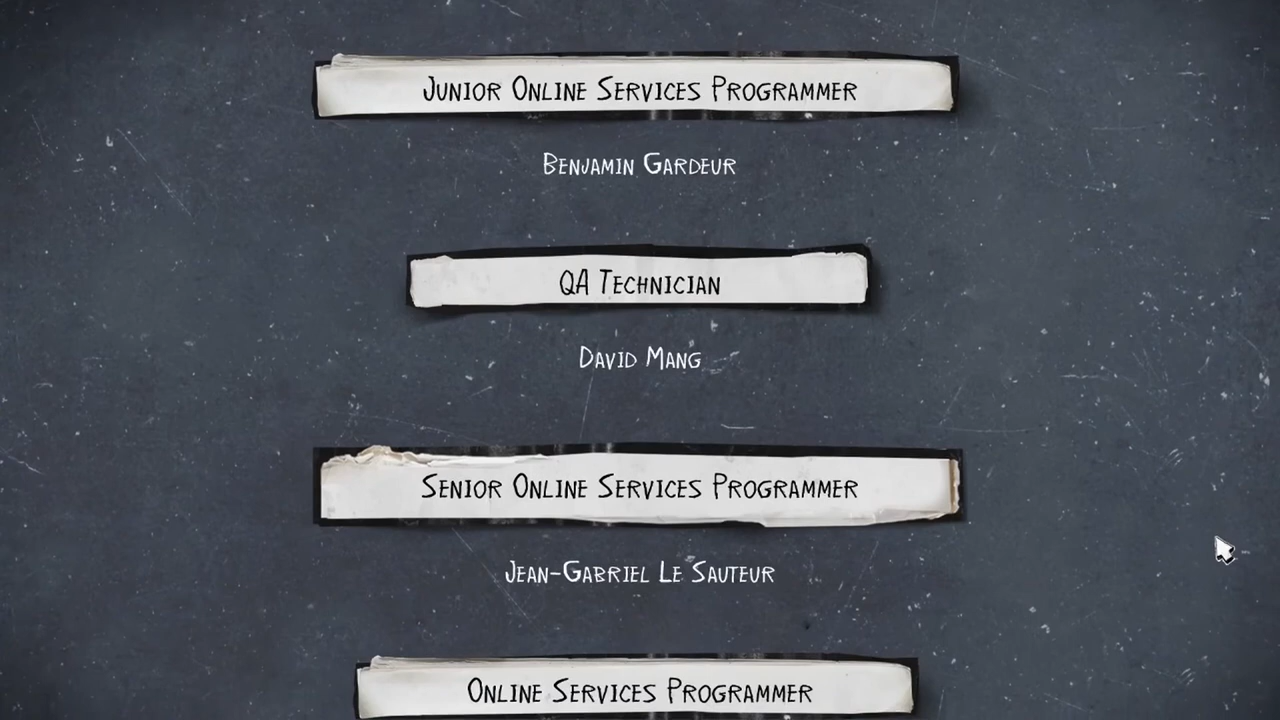 Junior Online Services Programmer
Benjamin Gardeur
QA Technician
David Mang
Senior Online Services Programmer
Jean-Gabriel Le Sauteur
Online Services Programmer